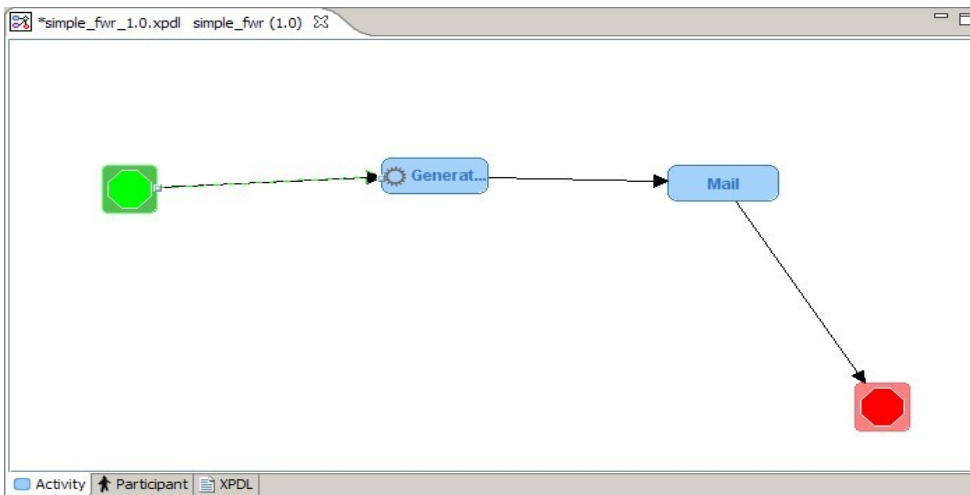 *simple_fwr_1.0.xpdl simple_fwr (1.0)
Generat...
Mail
Activity Participant XPDL